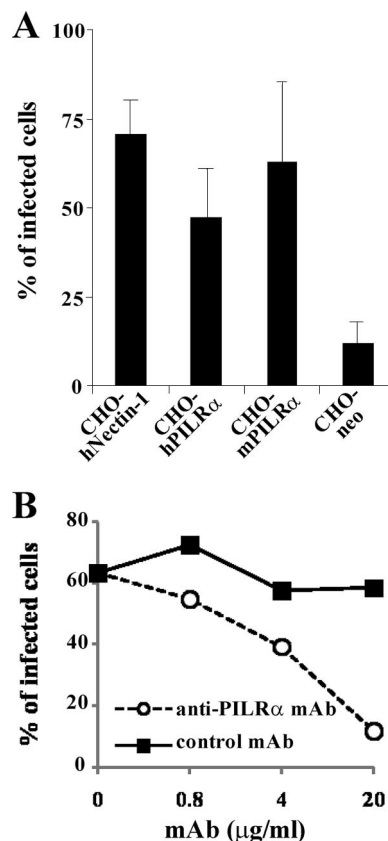 A
100
75
50
25
0
% of infected cells
CHO-
hNectin-1
CHO-
hPILRα
CHO-
mPILRα
CHO-
neo
B
80
60
40
20
0
% of infected cells
anti-PILRα mAb
control mAb
0 0.8 4 20
mAb (µg/ml)